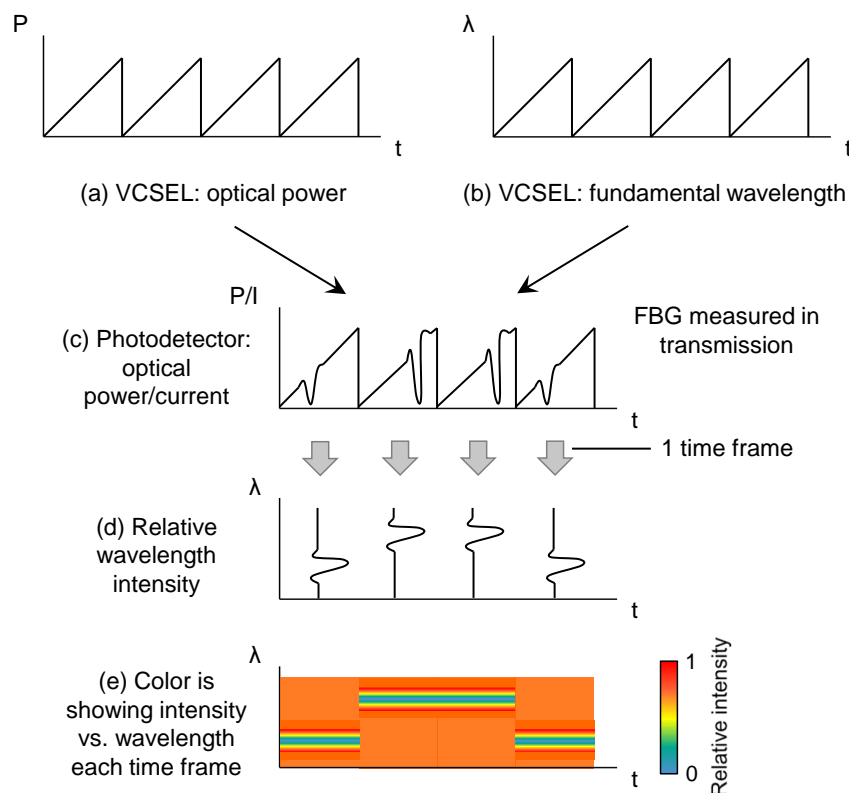 P
λ
t
t
(a) VCSEL: optical power
(b) VCSEL: fundamental wavelength
P/I
(c) Photodetector:
optical
power/current
FBG measured in
transmission
t
1 time frame
λ
(d) Relative
wavelength
intensity
t
λ
(e) Color is
showing intensity
vs. wavelength
each time frame
t
1
0
Relative intensity